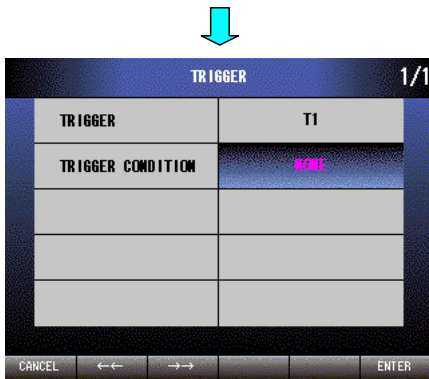 TRIGGER 1/1
TRIGGER T1
TRIGGER CONDITION NONE
CANCEL ←← →→ ENTER